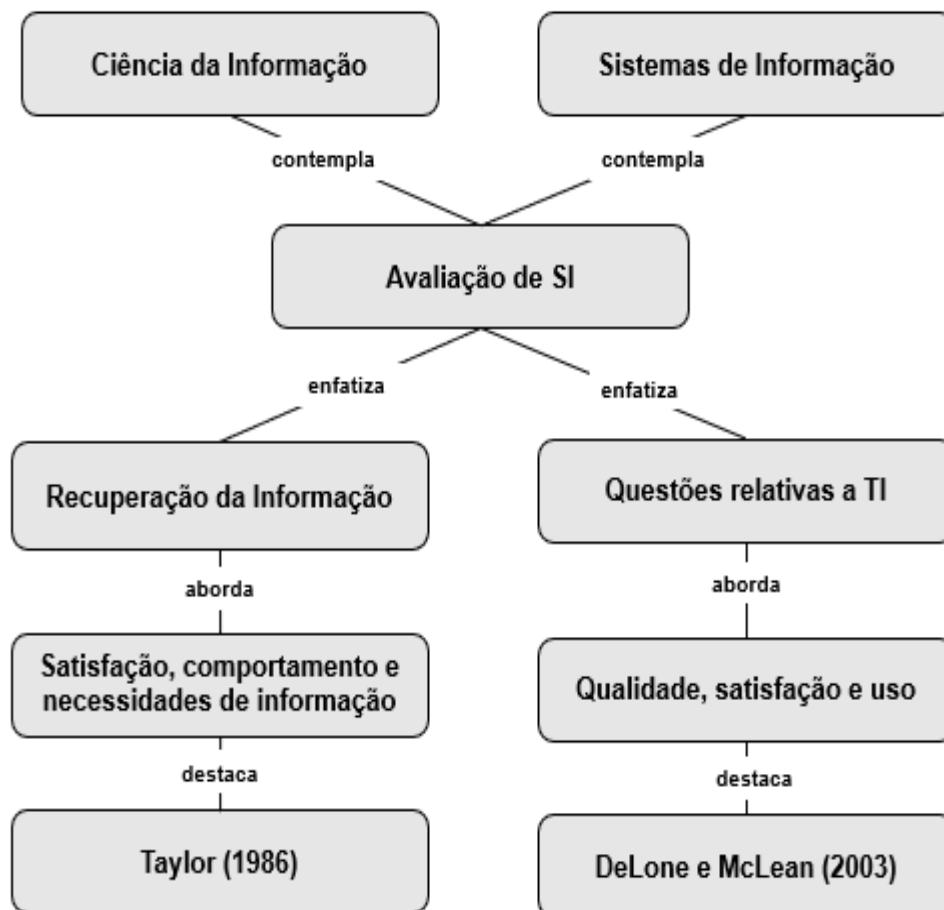 Ciência da Informação
Sistemas de Informação
contempla
contempla
Avaliação de SI
enfatiza
enfatiza
Recuperação da Informação
Questões relativas a TI
aborda
aborda
Satisfação, comportamento e
necessidades de informação
Qualidade, satisfação e uso
destaca
destaca
Taylor (1986)
DeLone e McLean (2003)